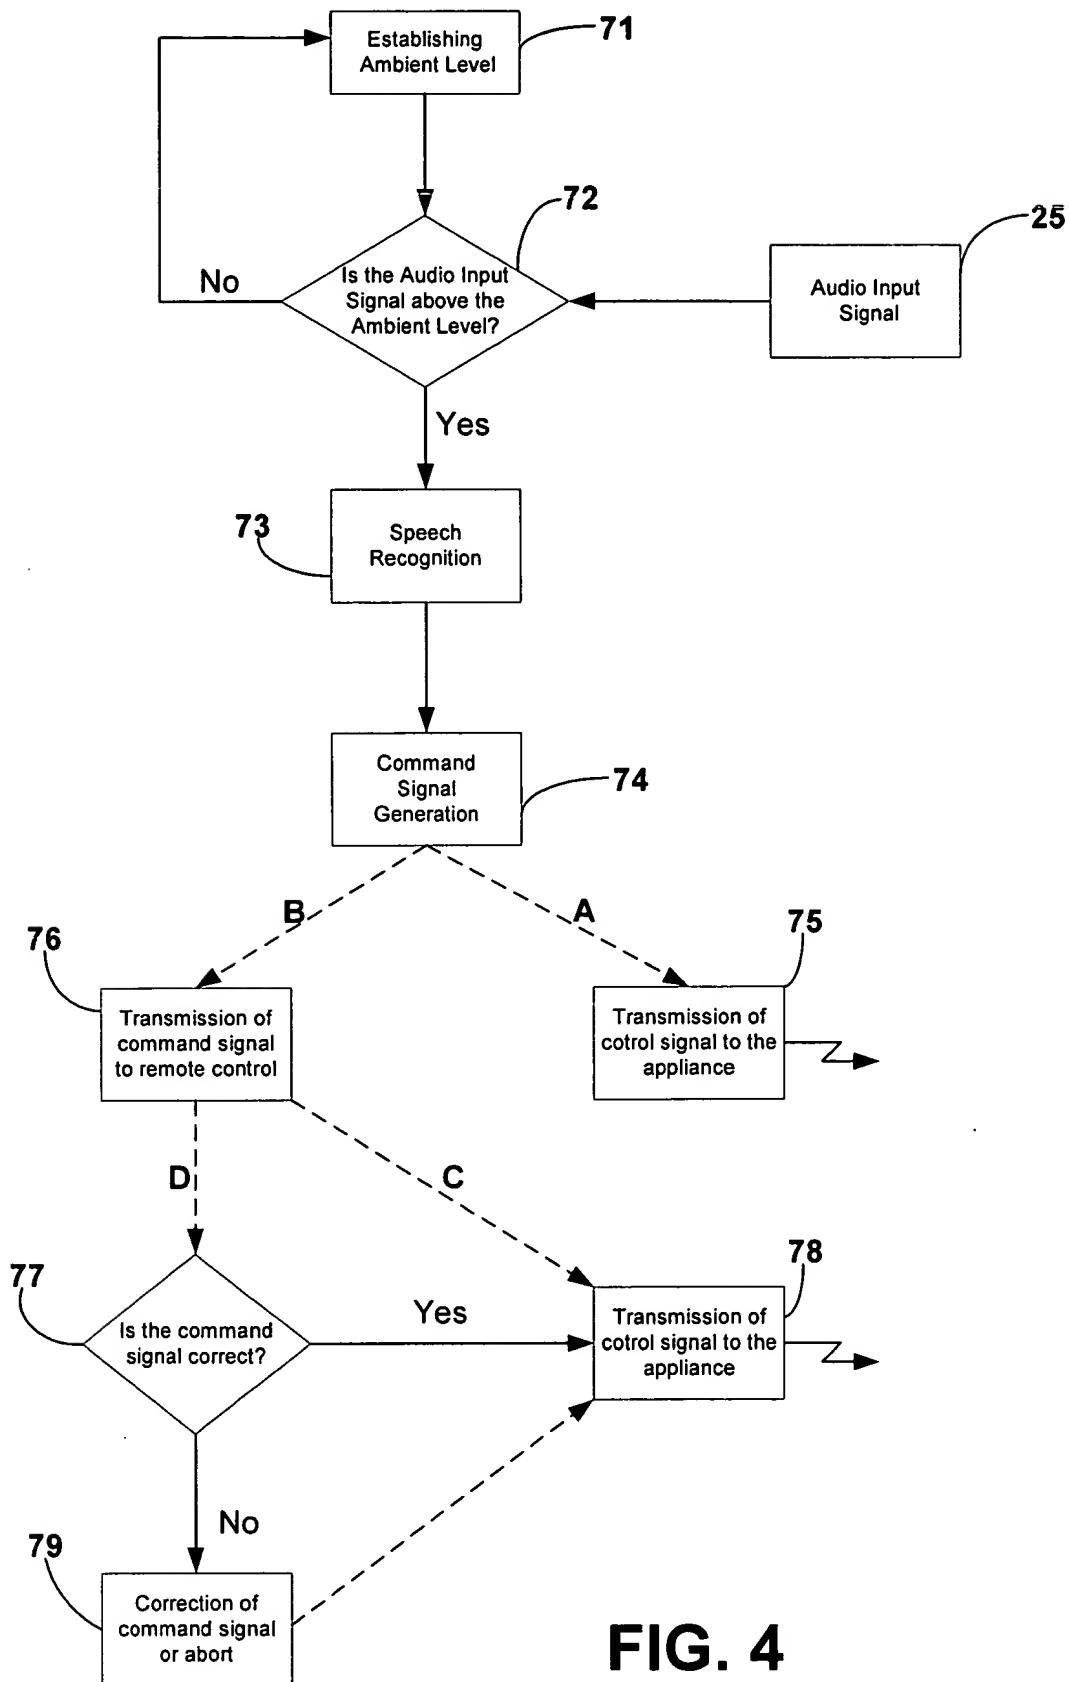 Establishing
Ambient Level
71
72
25
No
Is the Audio Input
Signal above the
Ambient Level?
Audio Input
Signal
Yes
73
Speech
Recognition
Command
Signal
Generation
74
B
A
76
75
Transmission of
command signal
to remote control
Transmission of
cotrol signal to the
appliance
D
C
77
78
Is the command
signal correct?
Yes
Transmission of
cotrol signal to the
appliance
No
79
Correction of
command signal
or abort
FIG. 4